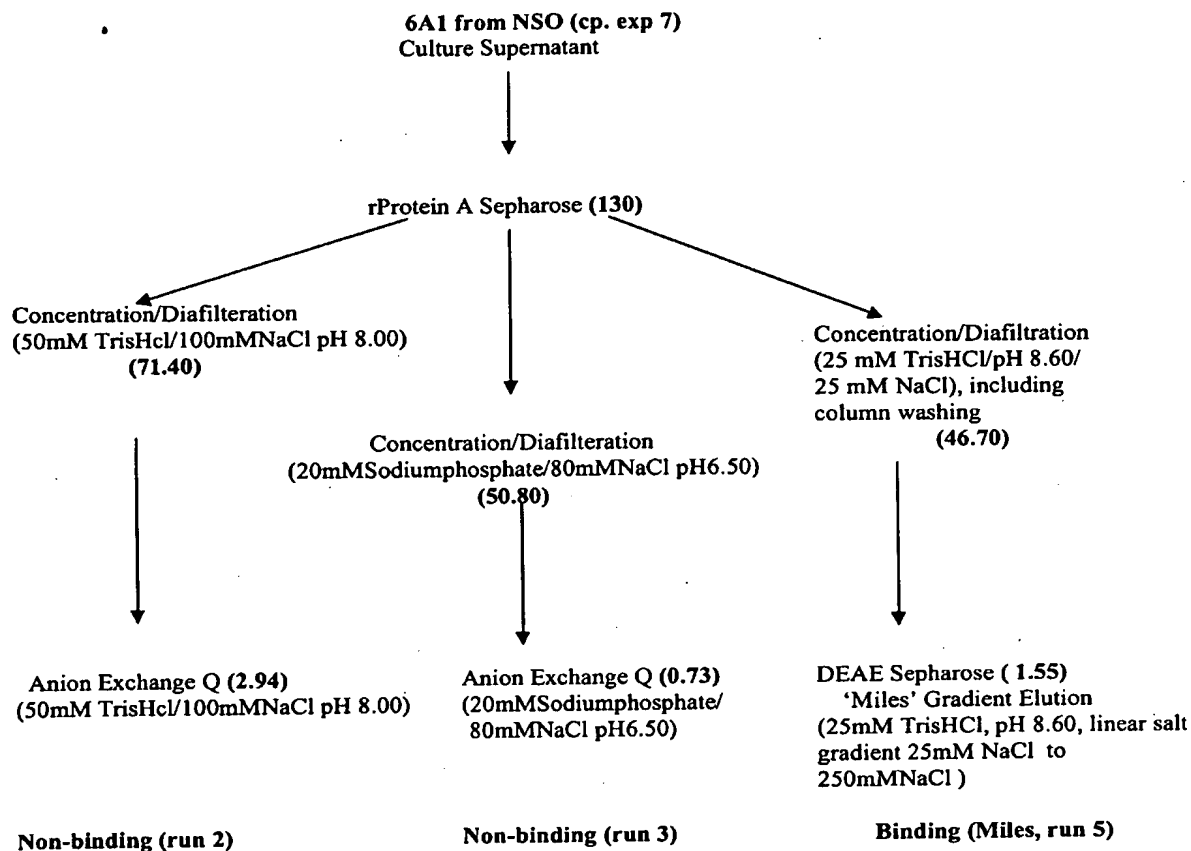 6A1 from NSO (cp. exp 7)
Culture Supernatant
rProtein A Sepharose (130)
Concentration/Diafilteration
(50mM TrisHcl/100mMNaCl pH 8.00)
(71.40)
Concentration/Diafilteration
(20mMSodiumphosphate/80mMNaCl pH6.50)
(50.80)
Concentration/Diafiltration
(25 mM TrisHCl/pH 8.60/
25 mM NaCl), including
column washing
(46.70)
Anion Exchange Q (2.94)
(50mM TrisHcl/100mMNaCl pH 8.00)
Anion Exchange Q (0.73)
(20mMSodiumphosphate/
80mMNaCl pH6.50)
DEAE Sepharose ( 1.55)
‘Miles’ Gradient Elution
(25mM TrisHCl, pH 8.60, linear salt
gradient 25mM NaCl to
250mMNaCl )
Non-binding (run 2)
Non-binding (run 3)
Binding (Miles, run 5)